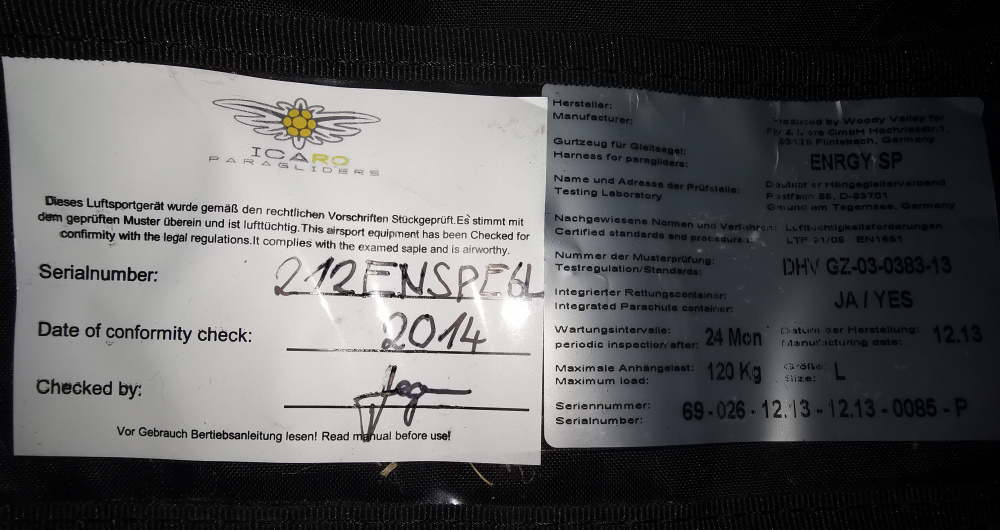 ICARO
PARAGLIDERS
Dieses Luftsportgerät wurde gemäß den rechtlichen Vorschriften Stückgeprüft.ES stimmt mit
dem geprüften Muster überein und ist lufttüchtig.This airsport equipment has been Checked for
confirmity with the legal regulations.It complies with the examed saple and is airworthy.
Serialnumber: 212ENSPE6L
Date of conformity check: 2014
Checked by:
Vor Gebrauch Bertiebsanleitung lesen! Read manual before use!
Hersteller: Produced by Woody Valley for
Manufacturer: Fly & more GmbH Hochriesstr.1,
83126 Flintsbach, Germany
Gurtzeug für Gleitsegel:
Harness for paragliders: ENRGY SP
Name und Adresse der Prüfstelle: Deutscher Hängegleiterverband
Testing Laboratory Postfach 88, D-83701
Gmund am Tegernsee, Germany
Nachgewiesene Normen und Verfahren: Lufttüchtigkeitsforderungen
Certified standards and procedure : LTF 91/09 EN1651
Nummer der Musterprüfung:
Testregulation/Standards: DHV GZ-03-0383-13
Integrierter Rettungscontainer:
Integrated Parachute container: JA / YES
Wartungsintervalle: 24 Mon Datum der Herstellung: 12.13
periodic inspection after: Manufacturing date:
Maximale Anhängelast: 120 Kg Größe: L
Maximum load: Size:
Seriennummer: 69 - 026 - 12.13 - 12.13 - 0085 - P
Serialnumber: